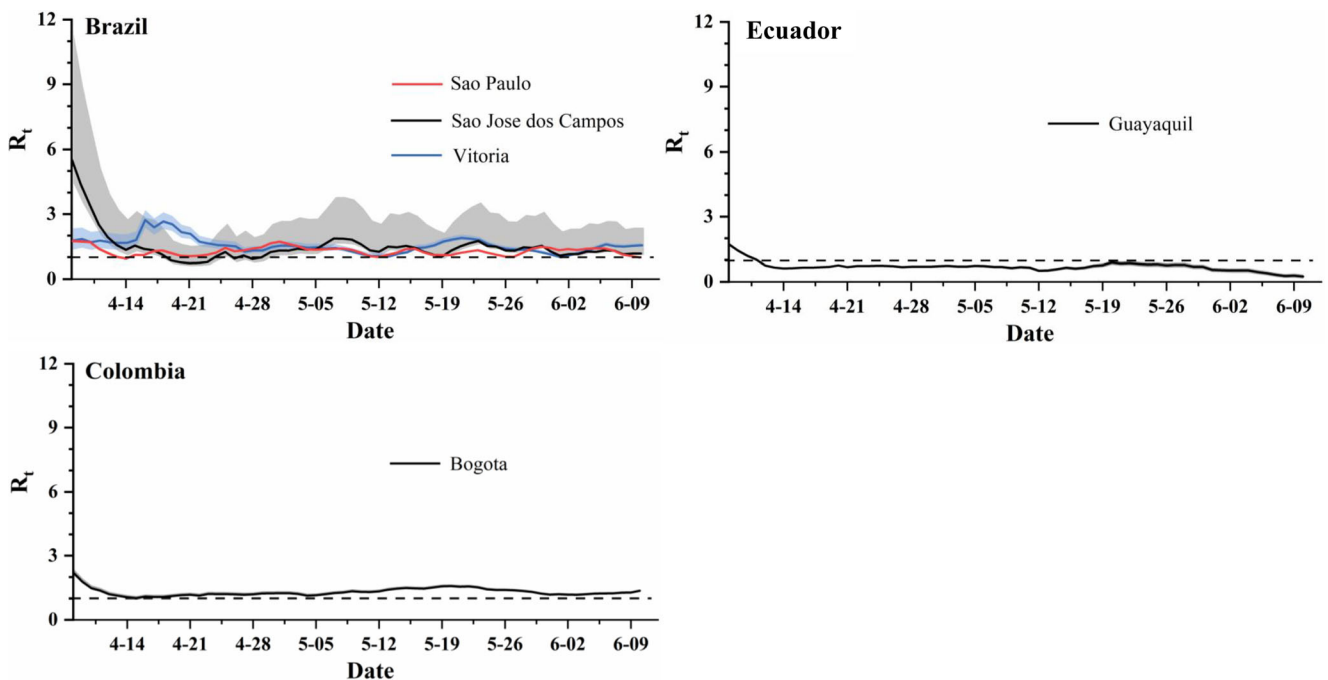 Brazil
12
9
6
3
0
R_t
Sao Paulo
Sao Jose dos Campos
Vitoria
4-14 4-21 4-28 5-05 5-12 5-19 5-26 6-02 6-09
Date
Ecuador
12
9
6
3
0
R_t
Guayaquil
4-14 4-21 4-28 5-05 5-12 5-19 5-26 6-02 6-09
Date
Colombia
12
9
6
3
0
R_t
Bogota
4-14 4-21 4-28 5-05 5-12 5-19 5-26 6-02 6-09
Date